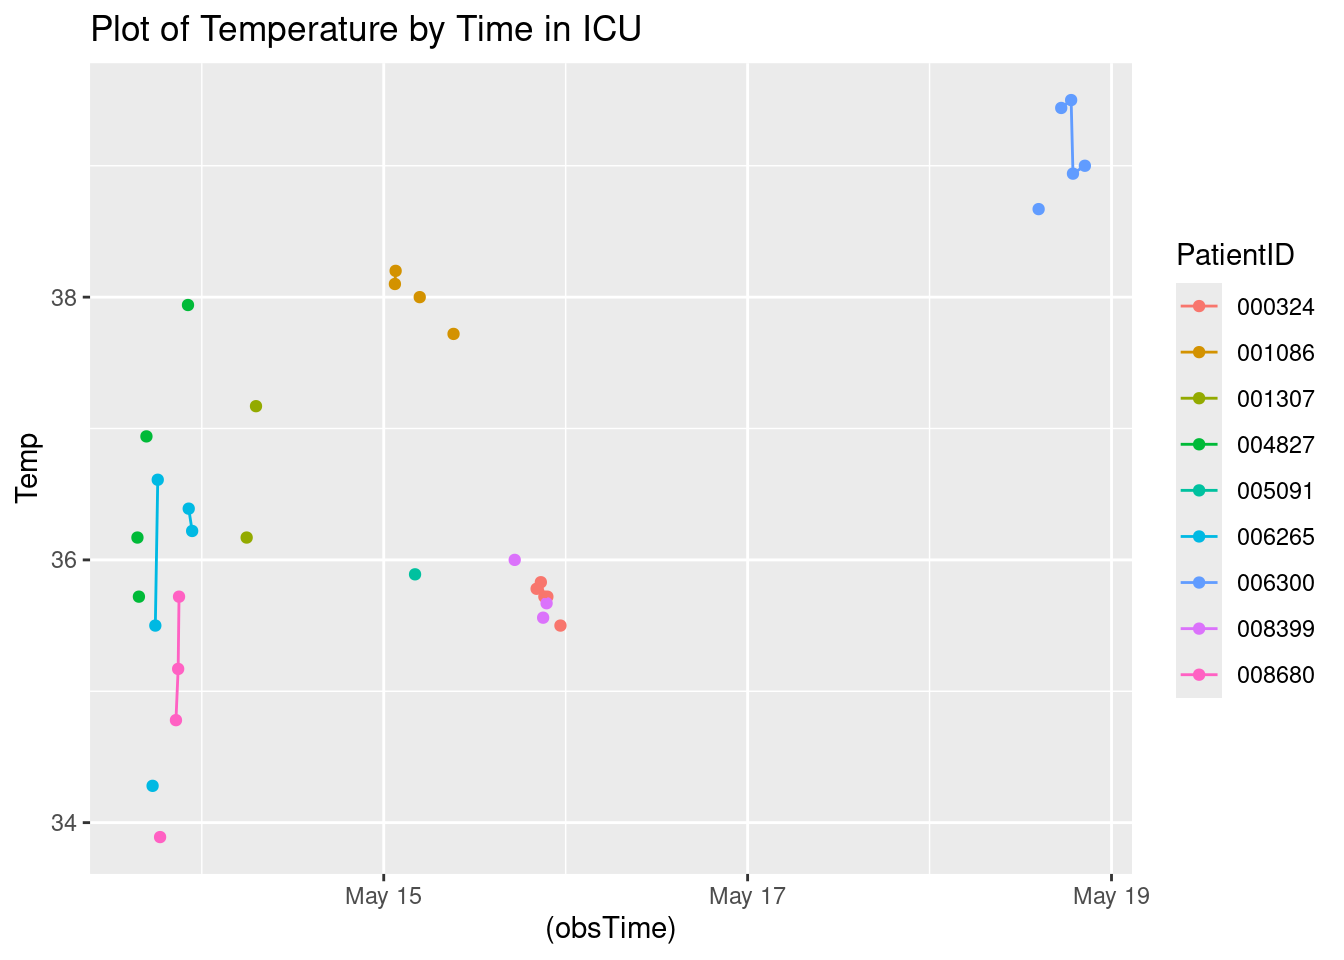 Plot of Temperature by Time in ICU
Temp
38
36
34
May 15
May 17
May 19
(obsTime)
PatientID
000324
001086
001307
004827
005091
006265
006300
008399
008680